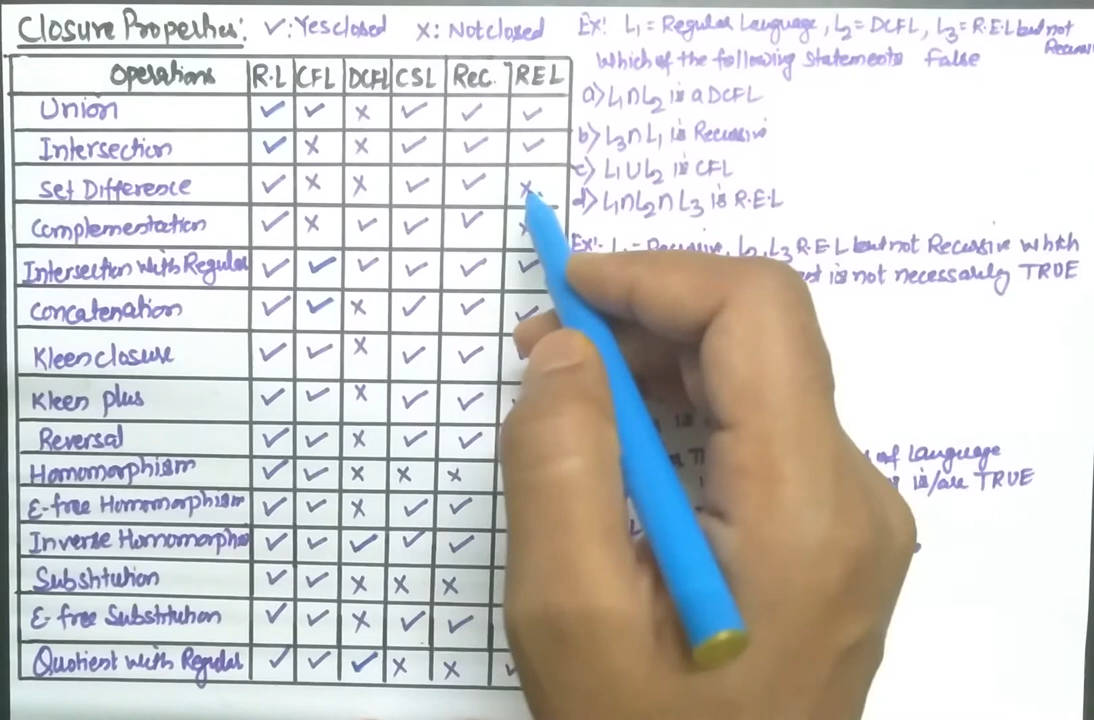 Closure Properties: ✓: Yes closed X: Not closed
Operations R.L CFL DCFL CSL Rec. REL
Union ✓ ✓ X ✓ ✓ ✓
Intersection ✓ X X ✓ ✓ ✓
Set Difference ✓ X X ✓ ✓ X
Complementation ✓ X ✓ ✓ ✓ X
Intersection with Regular ✓ ✓ ✓ ✓ ✓ ✓
Concatenation ✓ ✓ X ✓ ✓ ✓
Kleen closure ✓ ✓ X ✓ ✓
Kleen plus ✓ ✓ X ✓ ✓
Reversal ✓ ✓ X ✓ ✓
Homomorphism ✓ ✓ X X X
ε-free Homomorphism ✓ ✓ X ✓ ✓
Inverse Homomorphs ✓ ✓ ✓ ✓ ✓
Substitution ✓ ✓ X X X
ε-free Substitution ✓ ✓ X ✓ ✓
Quotient with Regular ✓ ✓ ✓ X X ✓
Ex: L₁ = Regular Language, L₂ = DCFL, L₃ = R.E.L but not
Recursi
Which of the following Statements False
a) L₁∩L₂ is a DCFL
b) L₃∩L₁ is Recursive
c) L₁∪L₂ is CFL
d) L₁∩L₂∩L₃ is R.E.L
Ex:- Recursive, L₂, L₃ R.E.L but not Recursive which
is not necessarily TRUE
of language
is/are TRUE